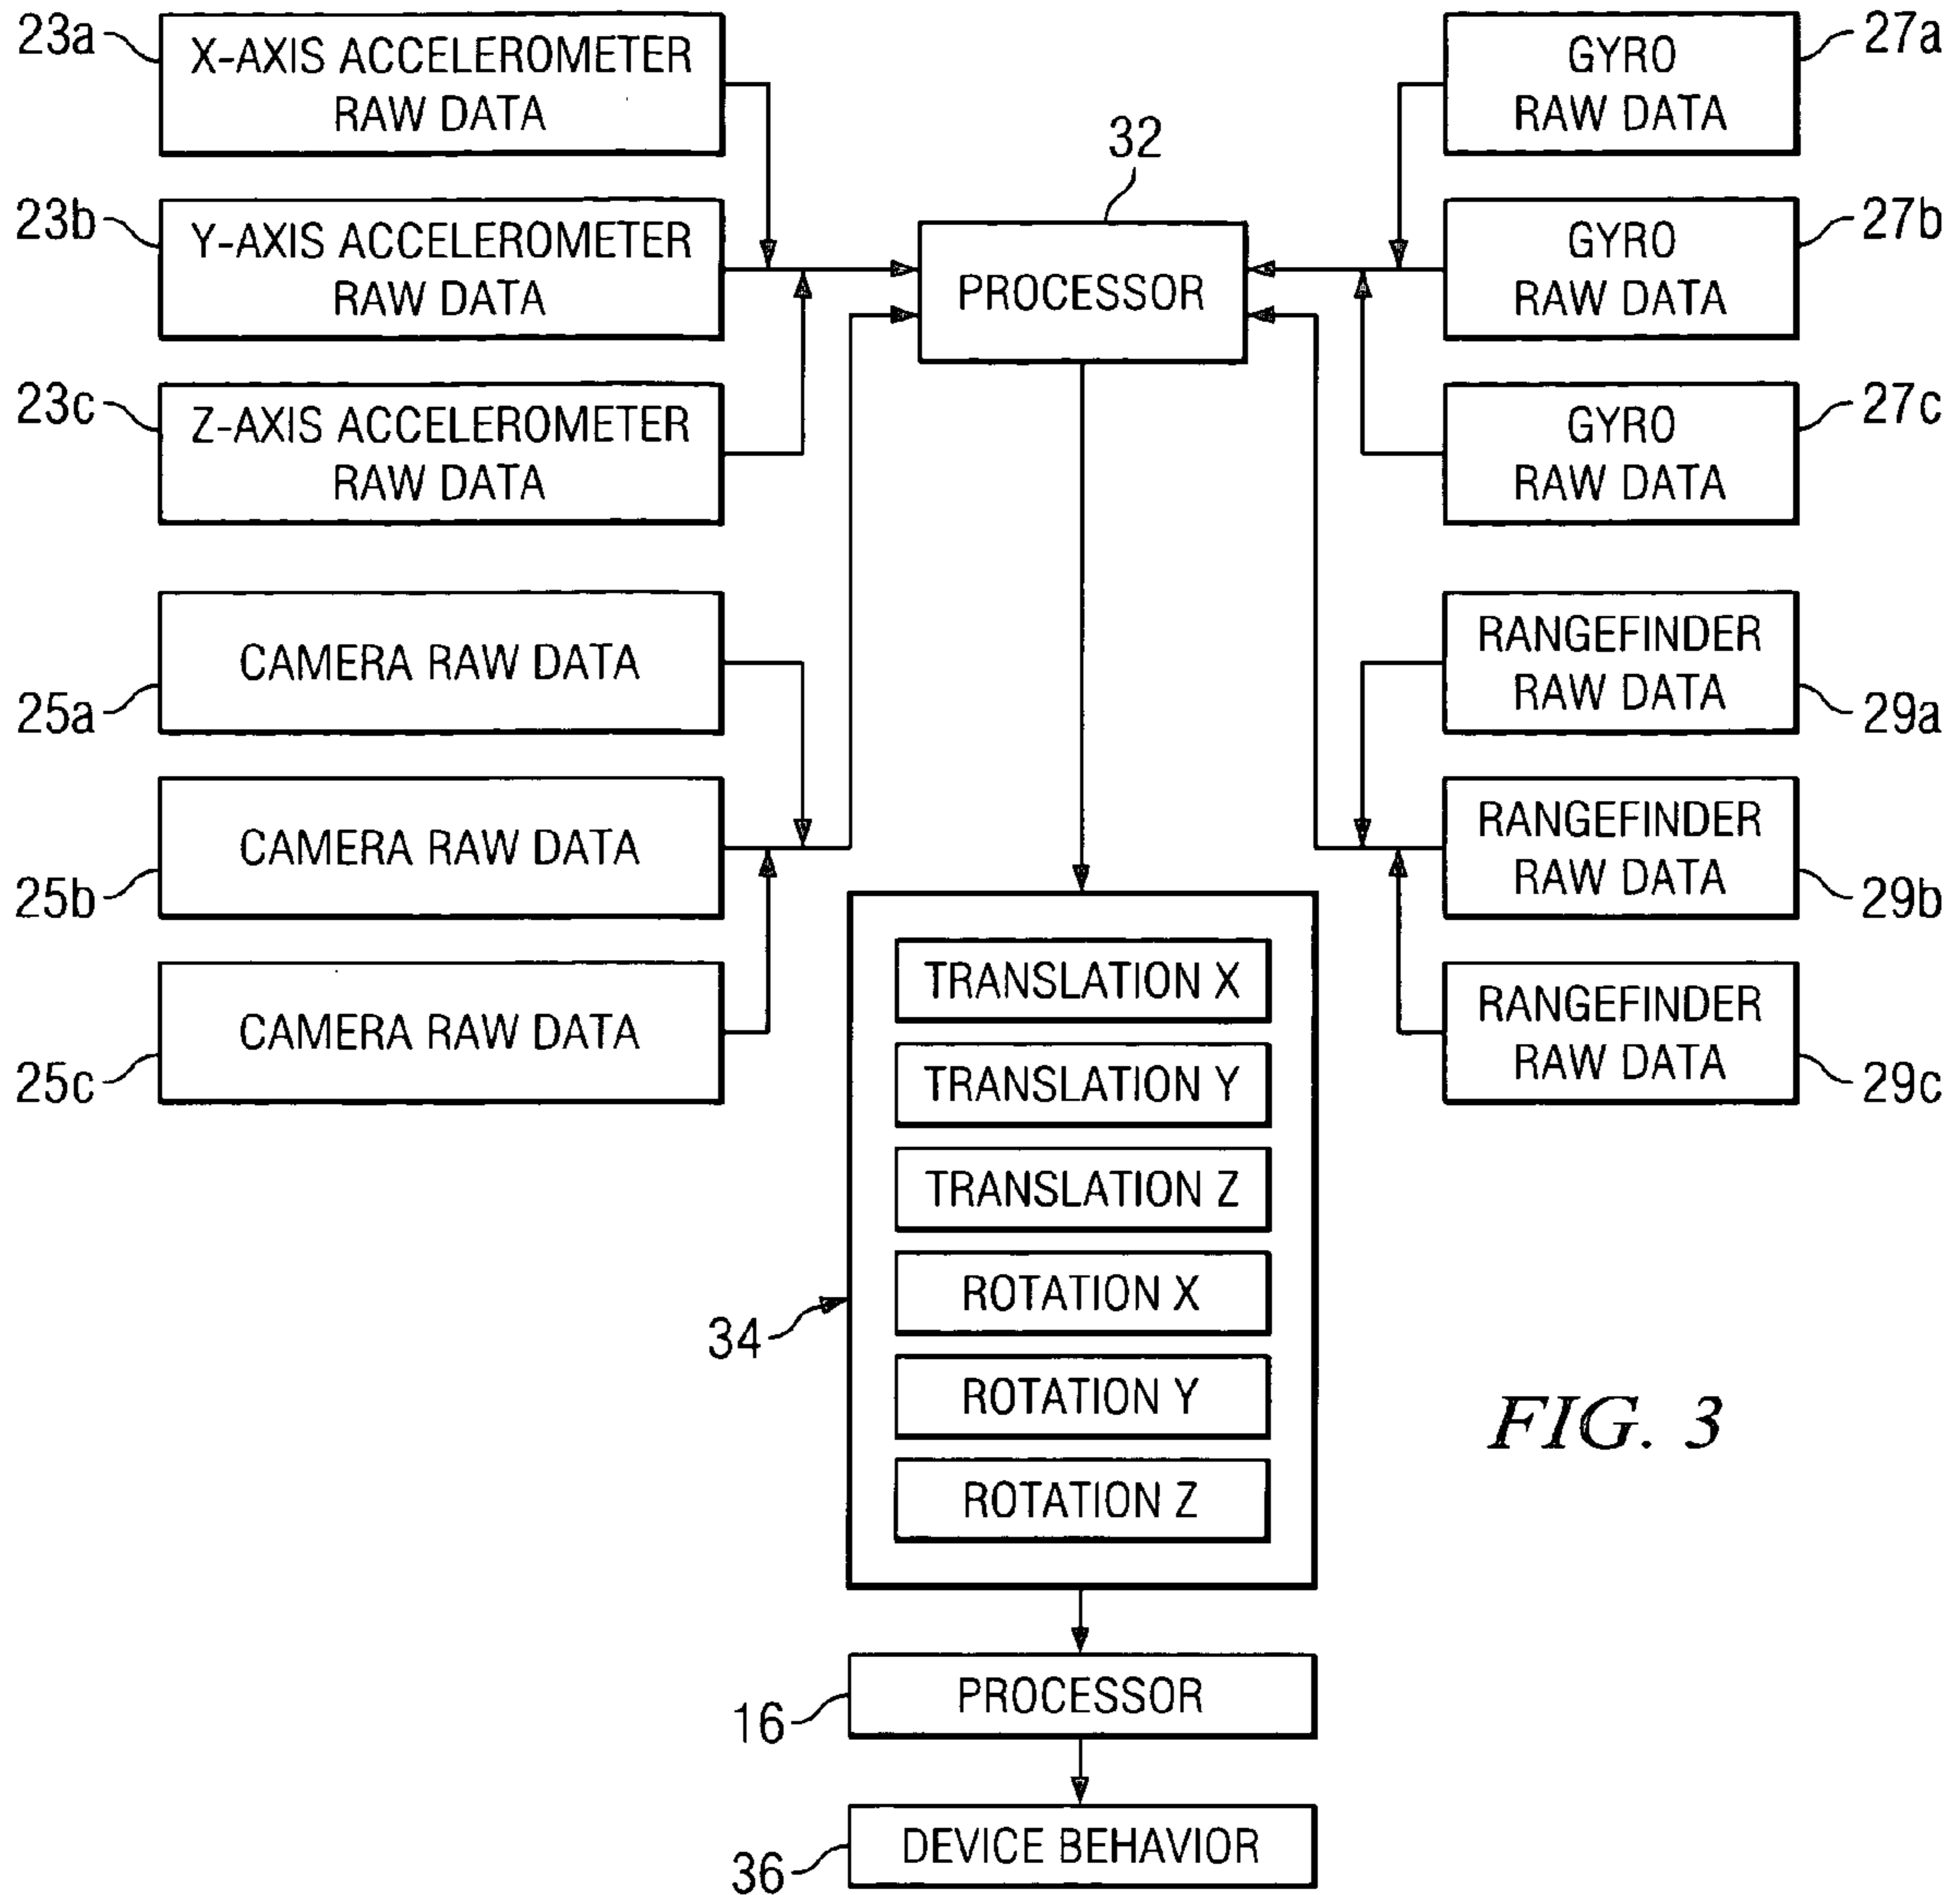 23a
X-AXIS ACCELEROMETER
RAW DATA
23b
Y-AXIS ACCELEROMETER
RAW DATA
23c
Z-AXIS ACCELEROMETER
RAW DATA
CAMERA RAW DATA
25a
CAMERA RAW DATA
25b
CAMERA RAW DATA
25c
32
PROCESSOR
27a
GYRO
RAW DATA
27b
GYRO
RAW DATA
27c
GYRO
RAW DATA
RANGEFINDER
RAW DATA
29a
RANGEFINDER
RAW DATA
29b
RANGEFINDER
RAW DATA
29c
TRANSLATION X
TRANSLATION Y
TRANSLATION Z
ROTATION X
ROTATION Y
ROTATION Z
34
PROCESSOR
16
DEVICE BEHAVIOR
36
FIG. 3